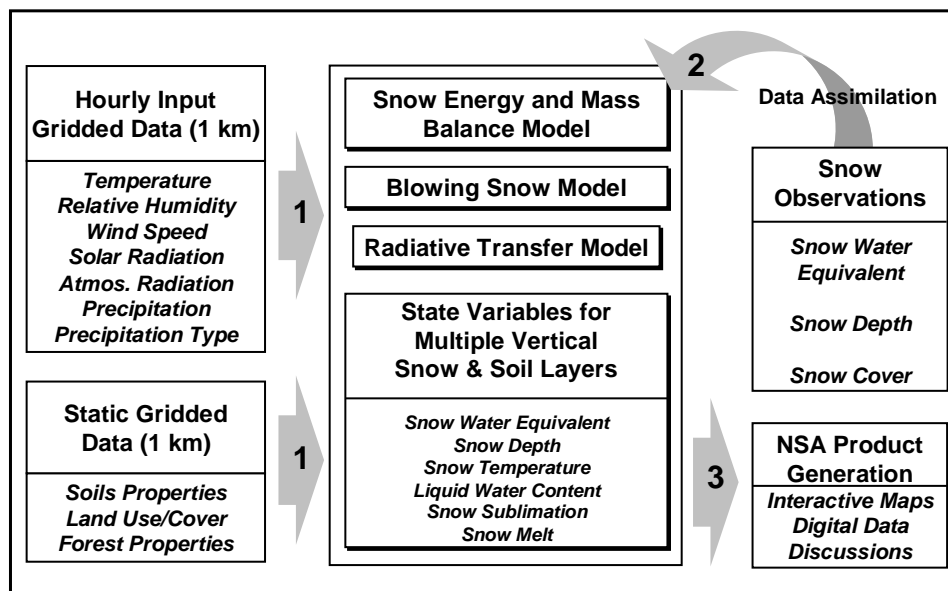 Hourly Input
Gridded Data (1 km)
Temperature
Relative Humidity
Wind Speed
Solar Radiation
Atmos. Radiation
Precipitation
Precipitation Type
Static Gridded
Data (1 km)
Soils Properties
Land Use/Cover
Forest Properties
1
1
Snow Energy and Mass
Balance Model
Blowing Snow Model
Radiative Transfer Model
State Variables for
Multiple Vertical
Snow & Soil Layers
Snow Water Equivalent
Snow Depth
Snow Temperature
Liquid Water Content
Snow Sublimation
Snow Melt
2
Data Assimilation
Snow
Observations
Snow Water
Equivalent
Snow Depth
Snow Cover
3
NSA Product
Generation
Interactive Maps
Digital Data
Discussions